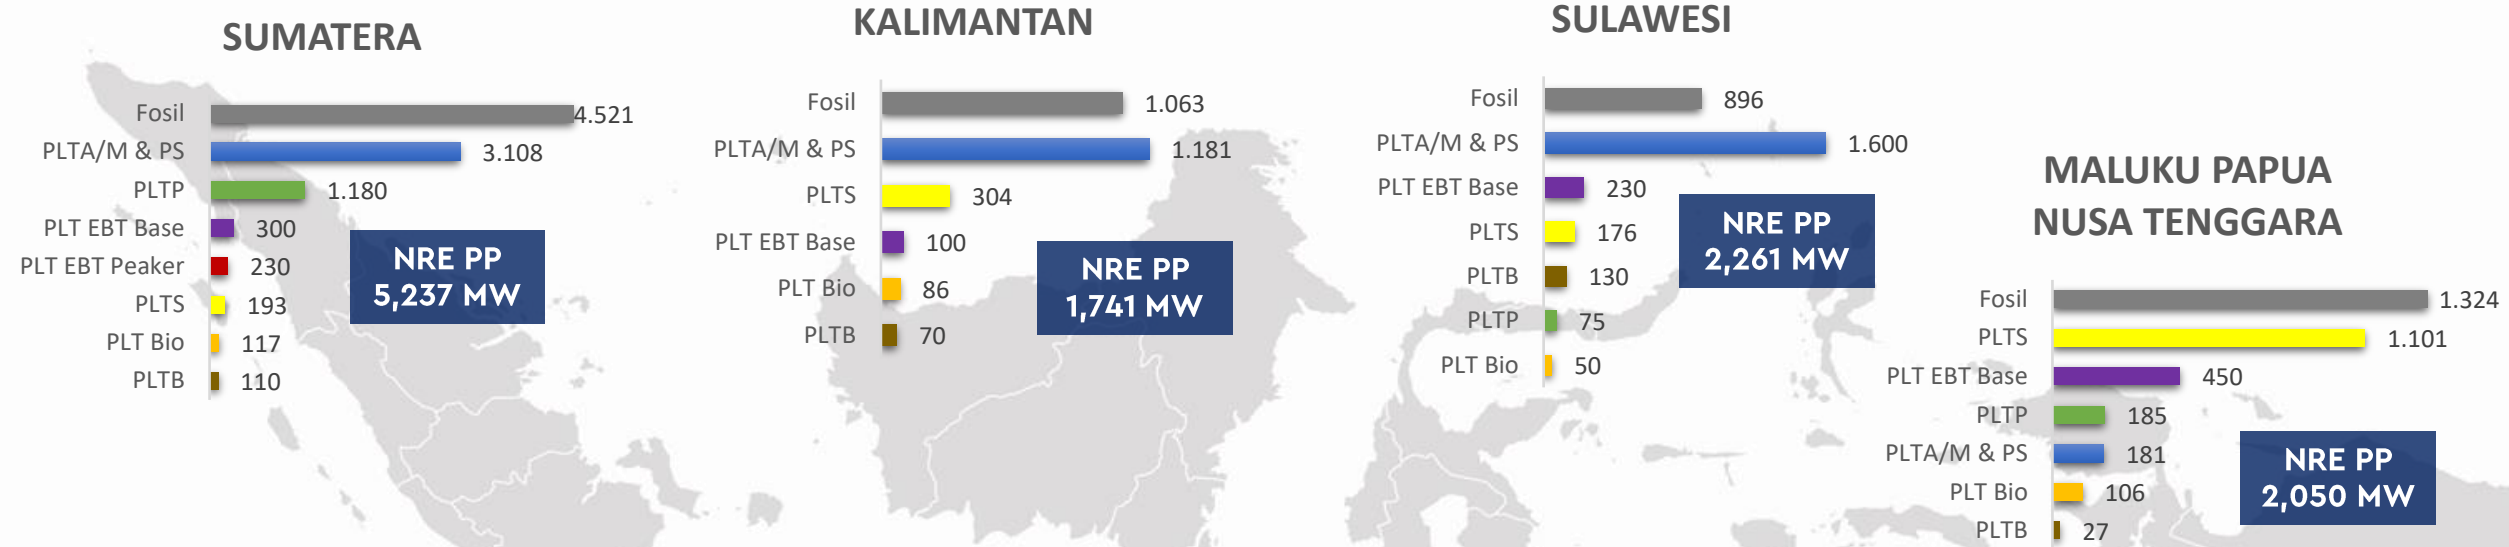 SUMATERA
Fosil 4.521
PLTA/M & PS 3.108
PLTP 1.180
PLT EBT Base 300
PLT EBT Peaker 230
PLTS 193
PLT Bio 117
PLTB 110
NRE PP
5,237 MW
KALIMANTAN
Fosil 1.063
PLTA/M & PS 1.181
PLTS 304
PLT EBT Base 100
PLT Bio 86
PLTB 70
NRE PP
1,741 MW
SULAWESI
Fosil 896
PLTA/M & PS 1.600
PLT EBT Base 230
PLTS 176
PLTB 130
PLTP 75
PLT Bio 50
NRE PP
2,261 MW
MALUKU PAPUA
NUSA TENGGARA
Fosil 1.324
PLTS 1.101
PLT EBT Base 450
PLTP 185
PLTA/M & PS 181
PLT Bio 106
PLTB 27
NRE PP
2,050 MW